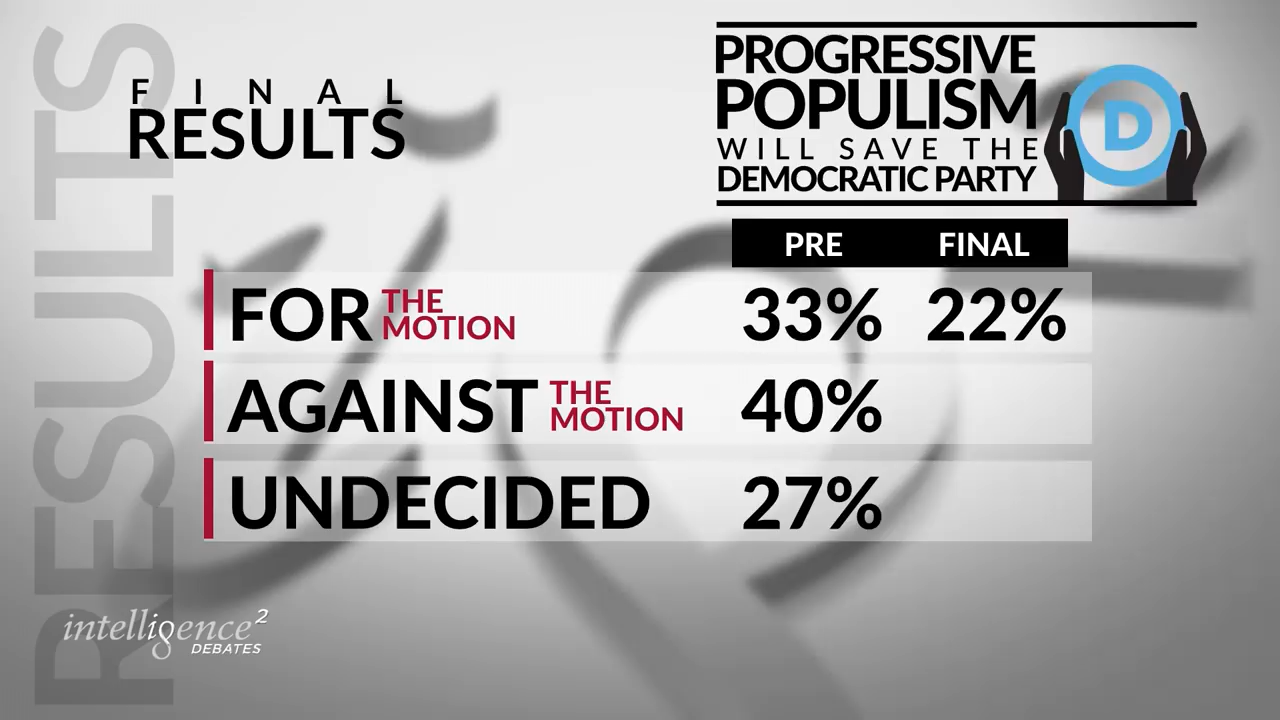 RESULTS
FINAL
RESULTS
PROGRESSIVE
POPULISM
WILL SAVE THE
DEMOCRATIC PARTY
D
PRE FINAL
FOR THE MOTION 33% 22%
AGAINST THE MOTION 40%
UNDECIDED 27%
intelligence²
DEBATES